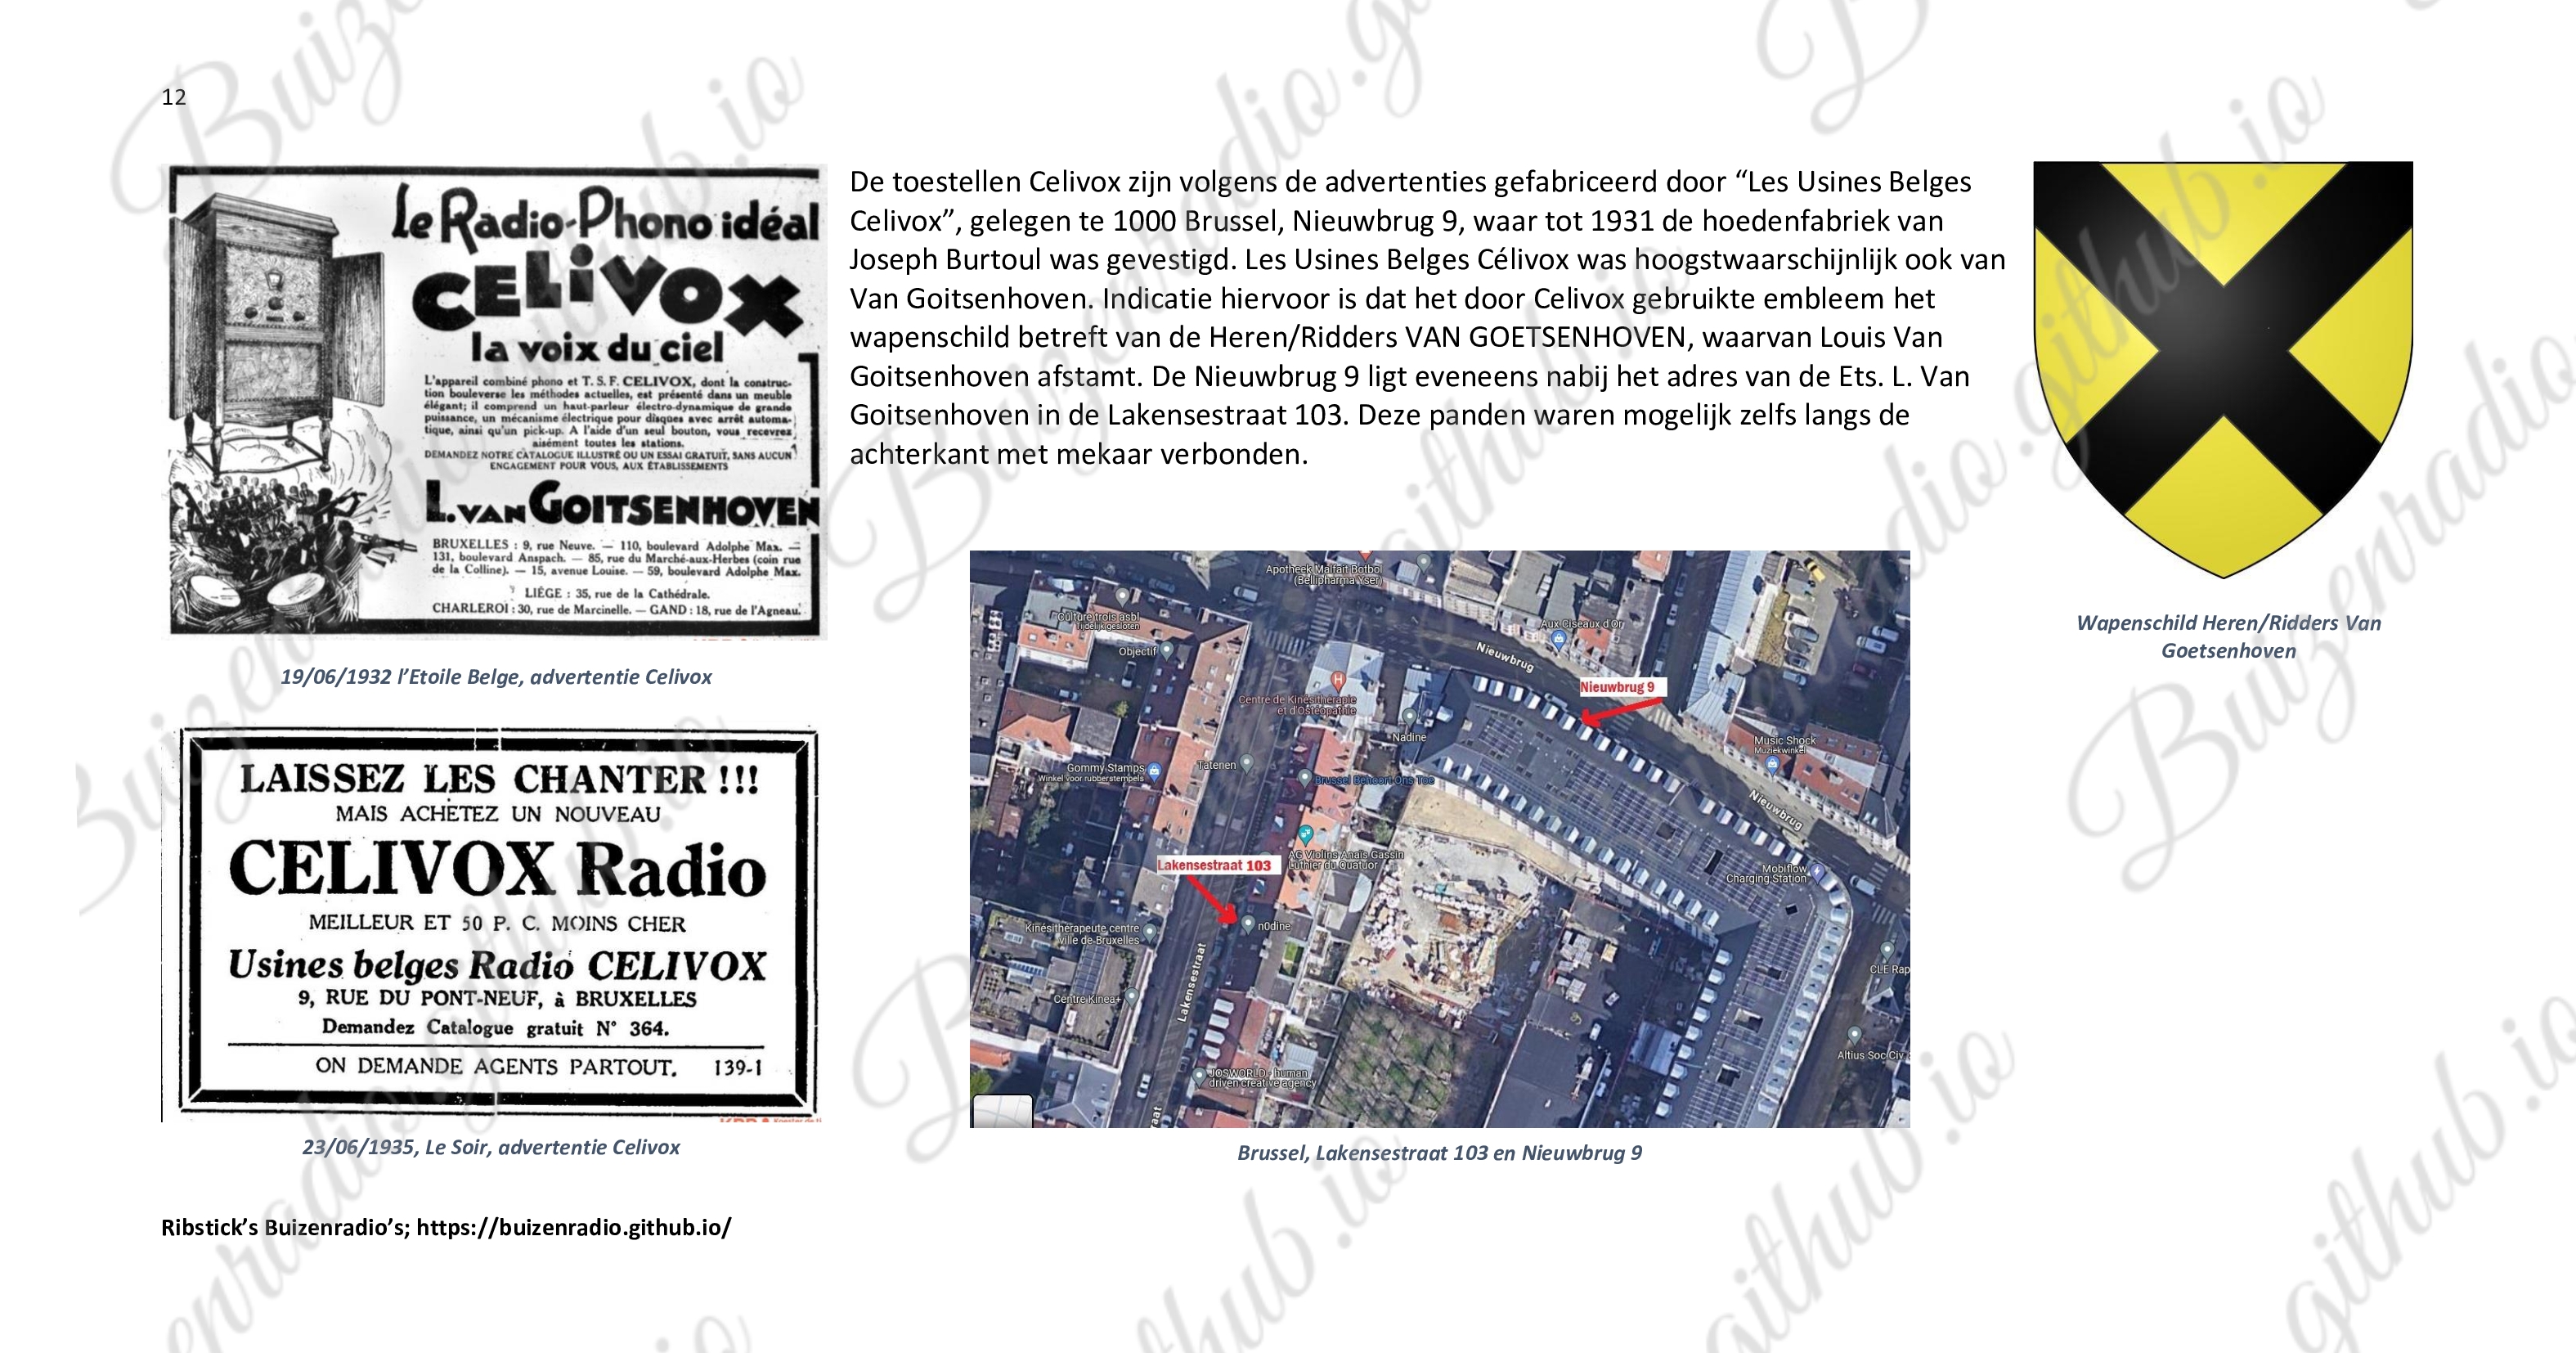 12
Le Radio-Phono idéal
CELIVOX
la voix du ciel
L'appareil combiné phono et T. S. F. CELIVOX, dont la construc-
tion bouleverse les méthodes actuelles, est présenté dans un meuble
élégant; il comprend un haut-parleur électro-dynamique de grande
puissance, un mécanisme électrique pour disques avec arrêt automa-
tique, ainsi qu'un pick-up. A l'aide d'un seul bouton, vous recevrez
aisément toutes les stations.
DEMANDEZ NOTRE CATALOGUE ILLUSTRÉ OU UN ESSAI GRATUIT, SANS AUCUN
ENGAGEMENT POUR VOUS, AUX ÉTABLISSEMENTS
L. VAN GOITSENHOVEN
BRUXELLES : 9, rue Neuve. — 110, boulevard Adolphe Max. —
131, boulevard Anspach. — 85, rue du Marché-aux-Herbes (coin rue
de la Colline). — 15, avenue Louise. — 59, boulevard Adolphe Max.
LIÉGE : 35, rue de la Cathédrale.
CHARLEROI : 30, rue de Marcinelle. — GAND : 18, rue de l'Agneau.
19/06/1932 l'Etoile Belge, advertentie Celivox
LAISSEZ LES CHANTER !!!
MAIS ACHETEZ UN NOUVEAU
CELIVOX Radio
MEILLEUR ET 50 P. C. MOINS CHER
Usines belges Radio CELIVOX
9, RUE DU PONT-NEUF, à BRUXELLES
Demandez Catalogue gratuit N° 364.
ON DEMANDE AGENTS PARTOUT. 139-1
23/06/1935, Le Soir, advertentie Celivox
De toestellen Celivox zijn volgens de advertenties gefabriceerd door “Les Usines Belges
Celivox”, gelegen te 1000 Brussel, Nieuwbrug 9, waar tot 1931 de hoedenfabriek van
Joseph Burtoul was gevestigd. Les Usines Belges Célivox was hoogstwaarschijnlijk ook van
Van Goitsenhoven. Indicatie hiervoor is dat het door Celivox gebruikte embleem het
wapenschild betreft van de Heren/Ridders VAN GOETSENHOVEN, waarvan Louis Van
Goitsenhoven afstamt. De Nieuwbrug 9 ligt eveneens nabij het adres van de Ets. L. Van
Goitsenhoven in de Lakensestraat 103. Deze panden waren mogelijk zelfs langs de
achterkant met mekaar verbonden.
Apotheek Malfait Botbol
(Bellipharma Yser)
Culture trois asbl
Tijdelijk gesloten
Objectif
Aux Ciseaux d'Or
Nieuwbrug
Nieuwbrug 9
Centre de Kinésithérapie
et d'Ostéopathie
Nadine
Music Shock
Muziekwinkel
Tatenen
Gommy Stamps
Winkel voor rubberstempels
Brussel Behoort Ons Toe
Nieuwbrug
AG Violins Anaïs Gassin
Luthier du Quatuor
Lakensestraat 103
Mobiflow
Charging Station
n0dine
Kinésithérapeute centre
ville de Bruxelles
Lakensestraat
CLE Rap
Centre Kinea+
Altius Soc Civ
JOSWORLD - human
driven creative agency
raat
Brussel, Lakensestraat 103 en Nieuwbrug 9
Wapenschild Heren/Ridders Van
Goetsenhoven
Ribstick’s Buizenradio’s; https://buizenradio.github.io/
Buizenradio.github.io